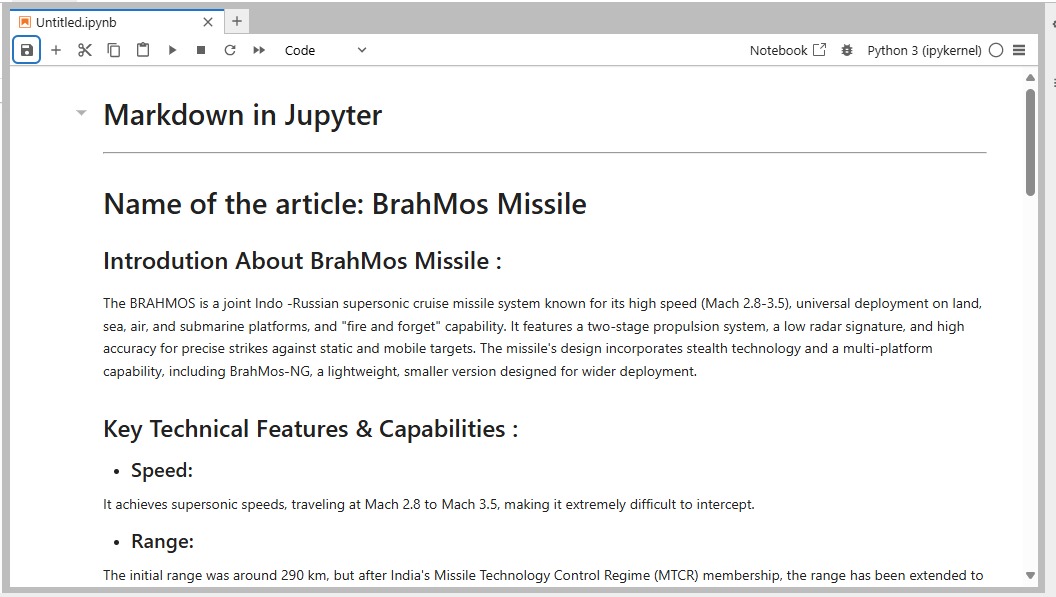 Untitled.ipynb
Code
Notebook
Python 3 (ipykernel)
Markdown in Jupyter
Name of the article: BrahMos Missile
Introdution About BrahMos Missile :
The BRAHMOS is a joint Indo -Russian supersonic cruise missile system known for its high speed (Mach 2.8-3.5), universal deployment on land,
sea, air, and submarine platforms, and "fire and forget" capability. It features a two-stage propulsion system, a low radar signature, and high
accuracy for precise strikes against static and mobile targets. The missile's design incorporates stealth technology and a multi-platform
capability, including BrahMos-NG, a lightweight, smaller version designed for wider deployment.
Key Technical Features & Capabilities :
• Speed:
It achieves supersonic speeds, traveling at Mach 2.8 to Mach 3.5, making it extremely difficult to intercept.
• Range:
The initial range was around 290 km, but after India's Missile Technology Control Regime (MTCR) membership, the range has been extended to